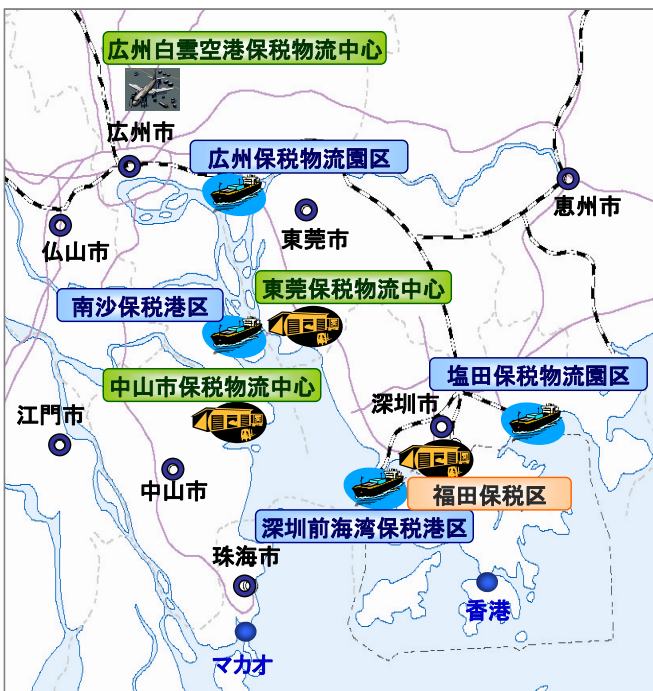 広州白雲空港保税物流中心
広州市
広州保税物流園区
恵州市
仏山市
東莞市
東莞保税物流中心
南沙保税港区
塩田保税物流園区
中山市保税物流中心
深圳市
江門市
中山市
福田保税区
深圳前海湾保税港区
珠海市
香港
マカオ